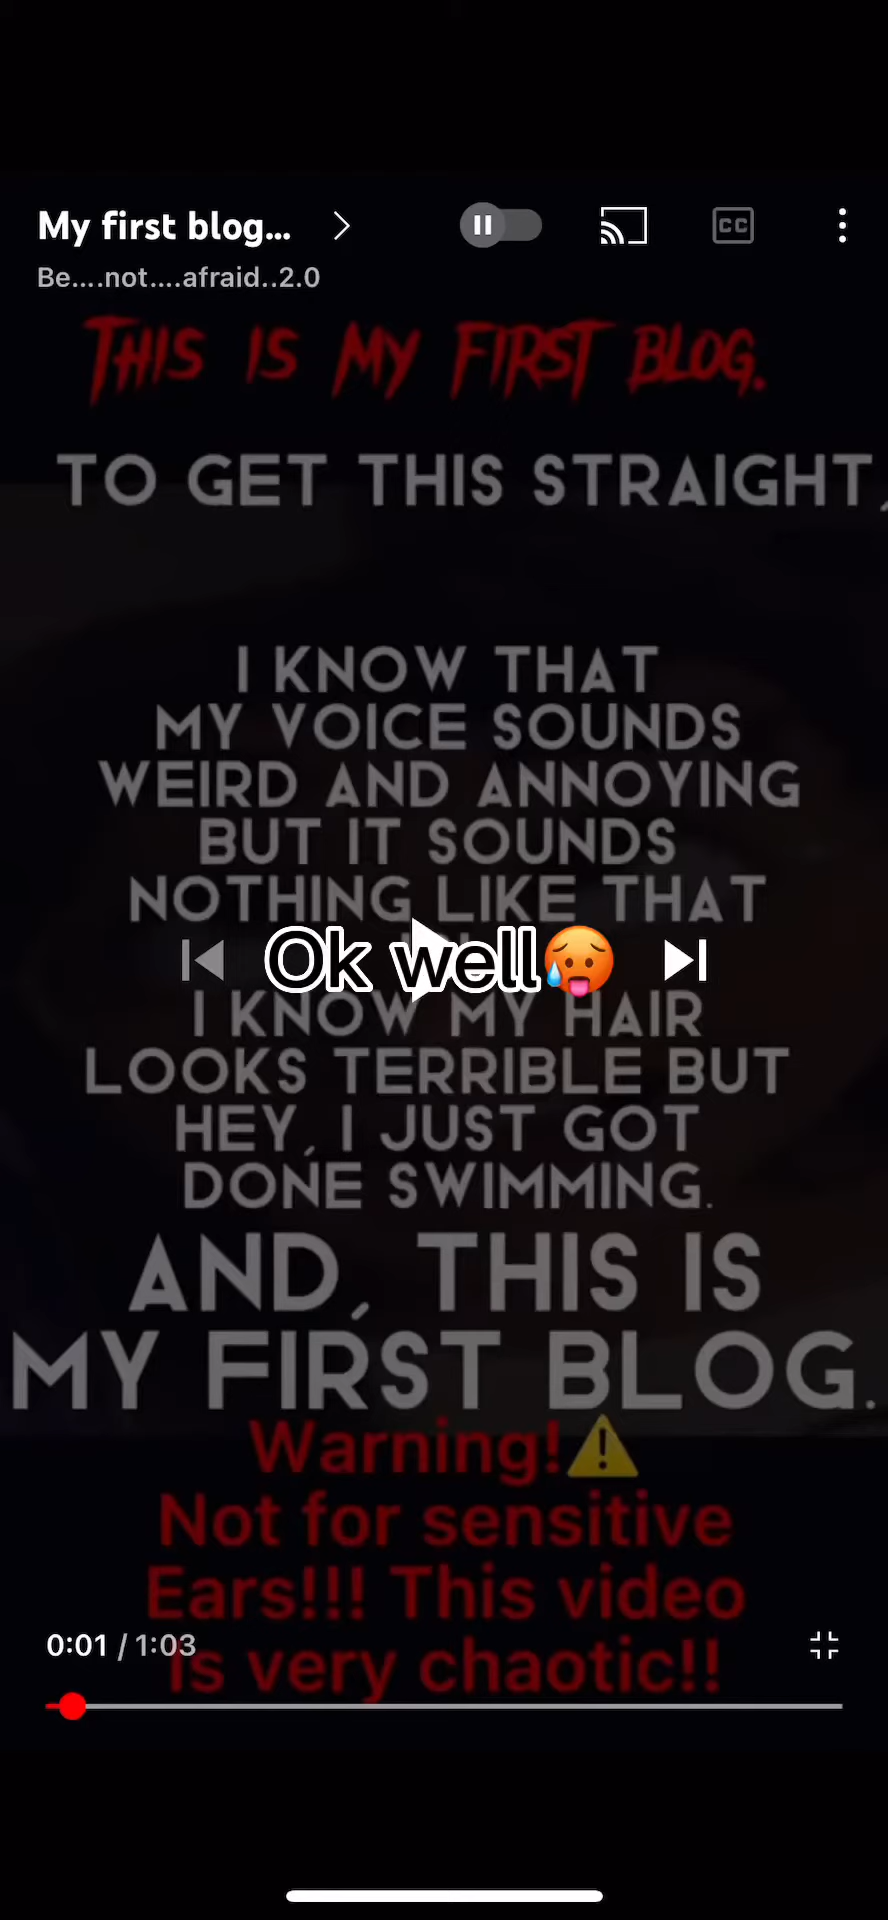 My first blog...
Be....not....afraid..2.0
THIS IS MY FIRST BLOG.
TO GET THIS STRAIGHT,
I KNOW THAT
MY VOICE SOUNDS
WEIRD AND ANNOYING
BUT IT SOUNDS
NOTHING LIKE THAT
Ok well🥵
I KNOW MY HAIR
LOOKS TERRIBLE BUT
HEY, I JUST GOT
DONE SWIMMING.
AND, THIS IS
MY FIRST BLOG.
Warning!⚠️
Not for sensitive
Ears!!! This video
Is very chaotic!!
0:01 / 1:03
CC